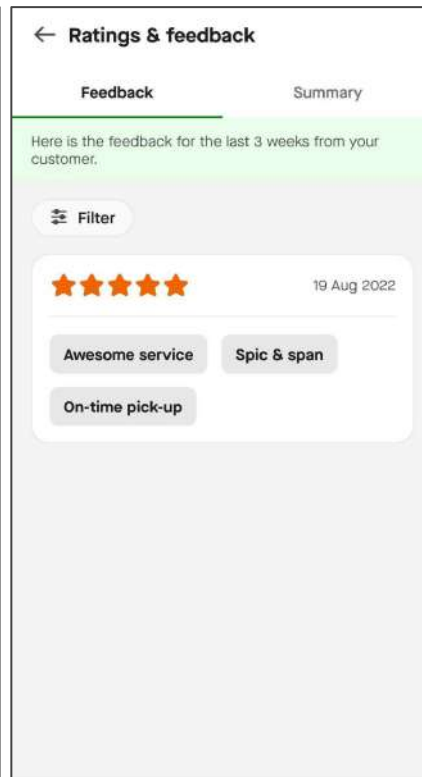 Ratings & feedback
Feedback
Summary
Here is the feedback for the last 3 weeks from your
customer.
Filter
19 Aug 2022
Awesome service
Spic & span
On-time pick-up